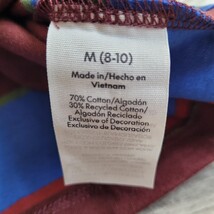 M (8-10)
Made in/Hecho en
Vietnam
70% Cotton/Algodón
30% Recycled Cotton/
Algodón
Exclusive of Decoration
Exclusivo de Decoración